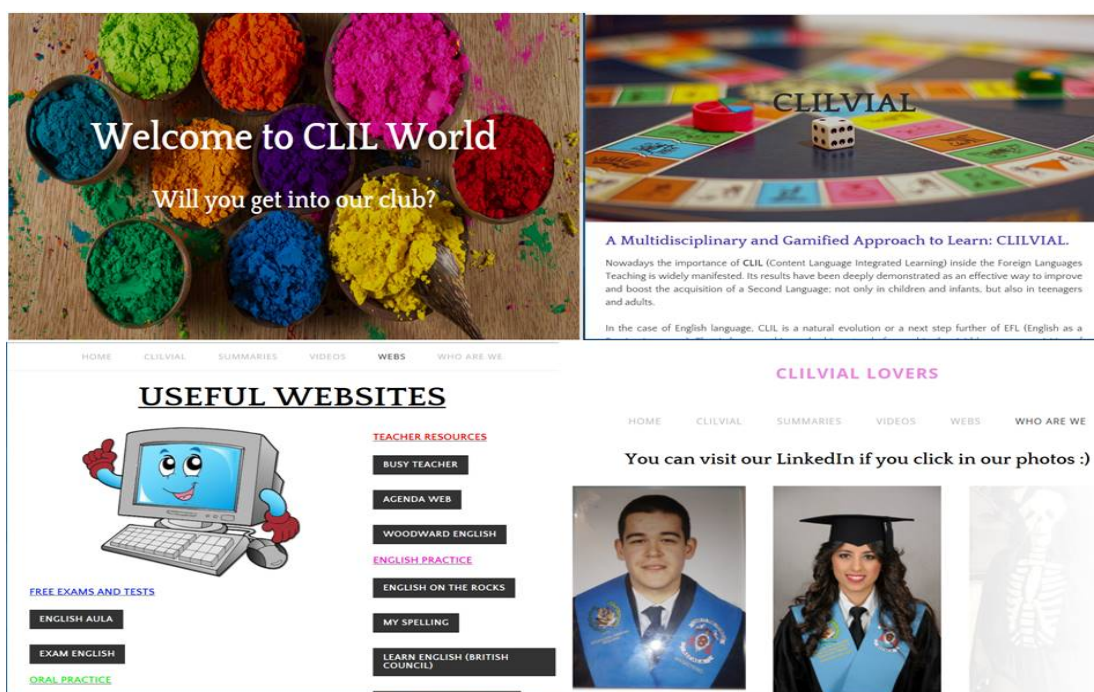 Welcome to CLIL World
Will you get into our club?
CLILVIAL
A Multidisciplinary and Gamified Approach to Learn: CLILVIAL.
Nowadays the importance of CLIL (Content Language Integrated Learning) inside the Foreign Languages
Teaching is widely manifested. Its results have been deeply demonstrated as an effective way to improve
and boost the acquisition of a Second Language; not only in children and infants, but also in teenagers
and adults.
In the case of English language, CLIL is a natural evolution or a next step further of EFL (English as a
HOME CLILVIAL SUMMARIES VIDEOS WEBS WHO ARE WE
USEFUL WEBSITES
FREE EXAMS AND TESTS
ENGLISH AULA
EXAM ENGLISH
ORAL PRACTICE
TEACHER RESOURCES
BUSY TEACHER
AGENDA WEB
WOODWARD ENGLISH
ENGLISH PRACTICE
ENGLISH ON THE ROCKS
MY SPELLING
LEARN ENGLISH (BRITISH
COUNCIL)
CLILVIAL LOVERS
HOME CLILVIAL SUMMARIES VIDEOS WEBS WHO ARE WE
You can visit our LinkedIn if you click in our photos :)